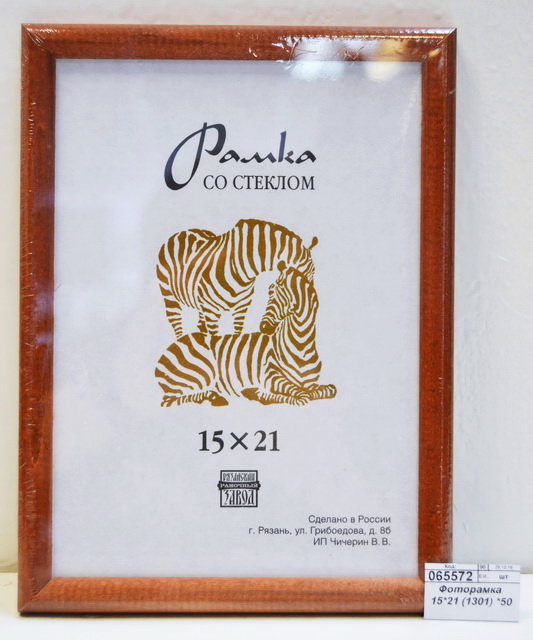 Рамка
СО СТЕКЛОМ
15×21
РЯЗАНСКИЙ
РАМОЧНЫЙ
ЗАВОД
Сделано в России
г. Рязань, ул. Грибоедова, д. 8б
ИП Чичерин В. В.
Код:
065572 шт
Фоторамка
15*21 (1301) *50